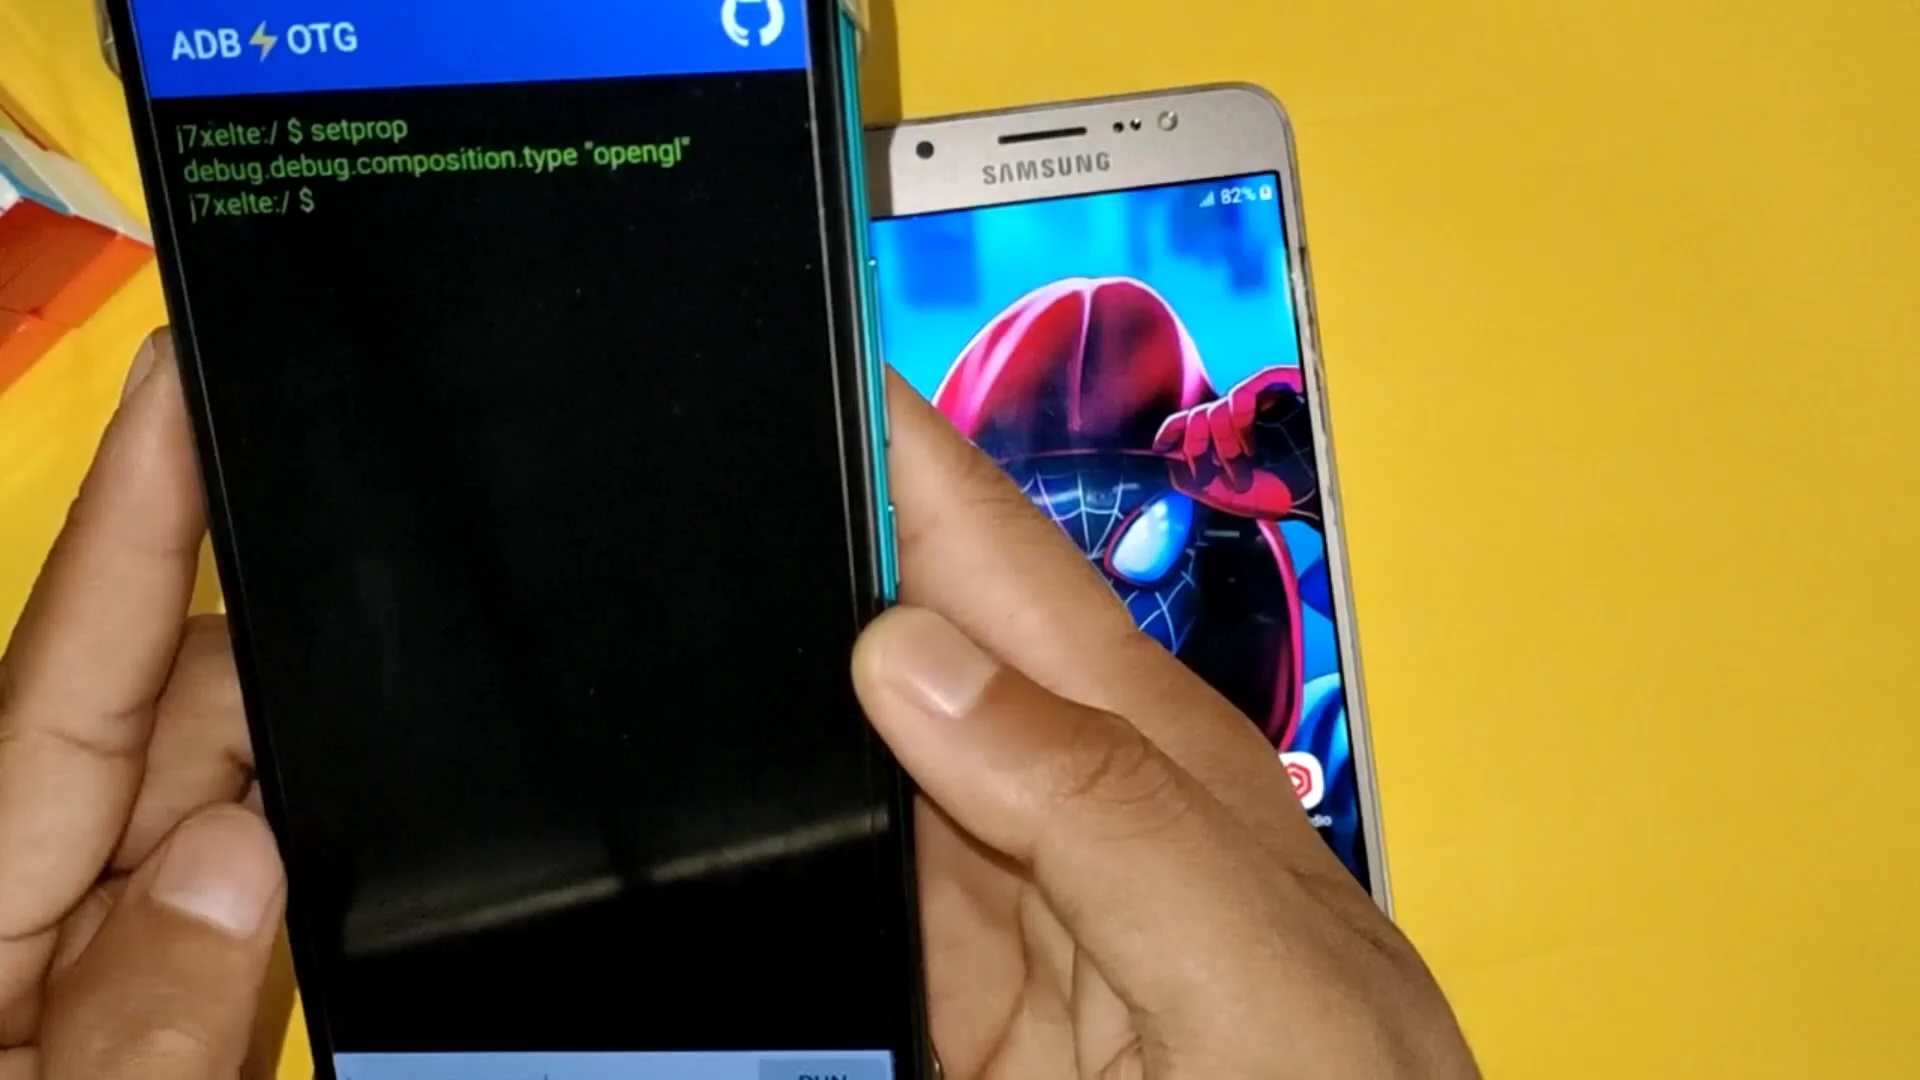 ADB⚡OTG
j7xelte:/ $ setprop
debug.debug.composition.type "opengl"
j7xelte:/ $
SAMSUNG
82%